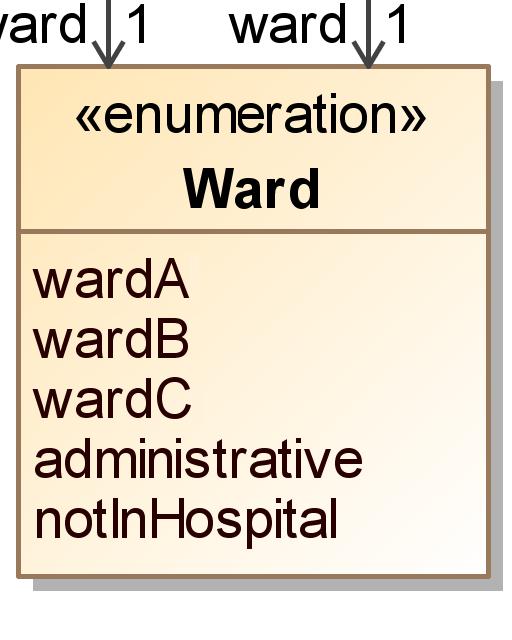 ward 1 ward 1
«enumeration»
Ward
wardA
wardB
wardC
administrative
notInHospital